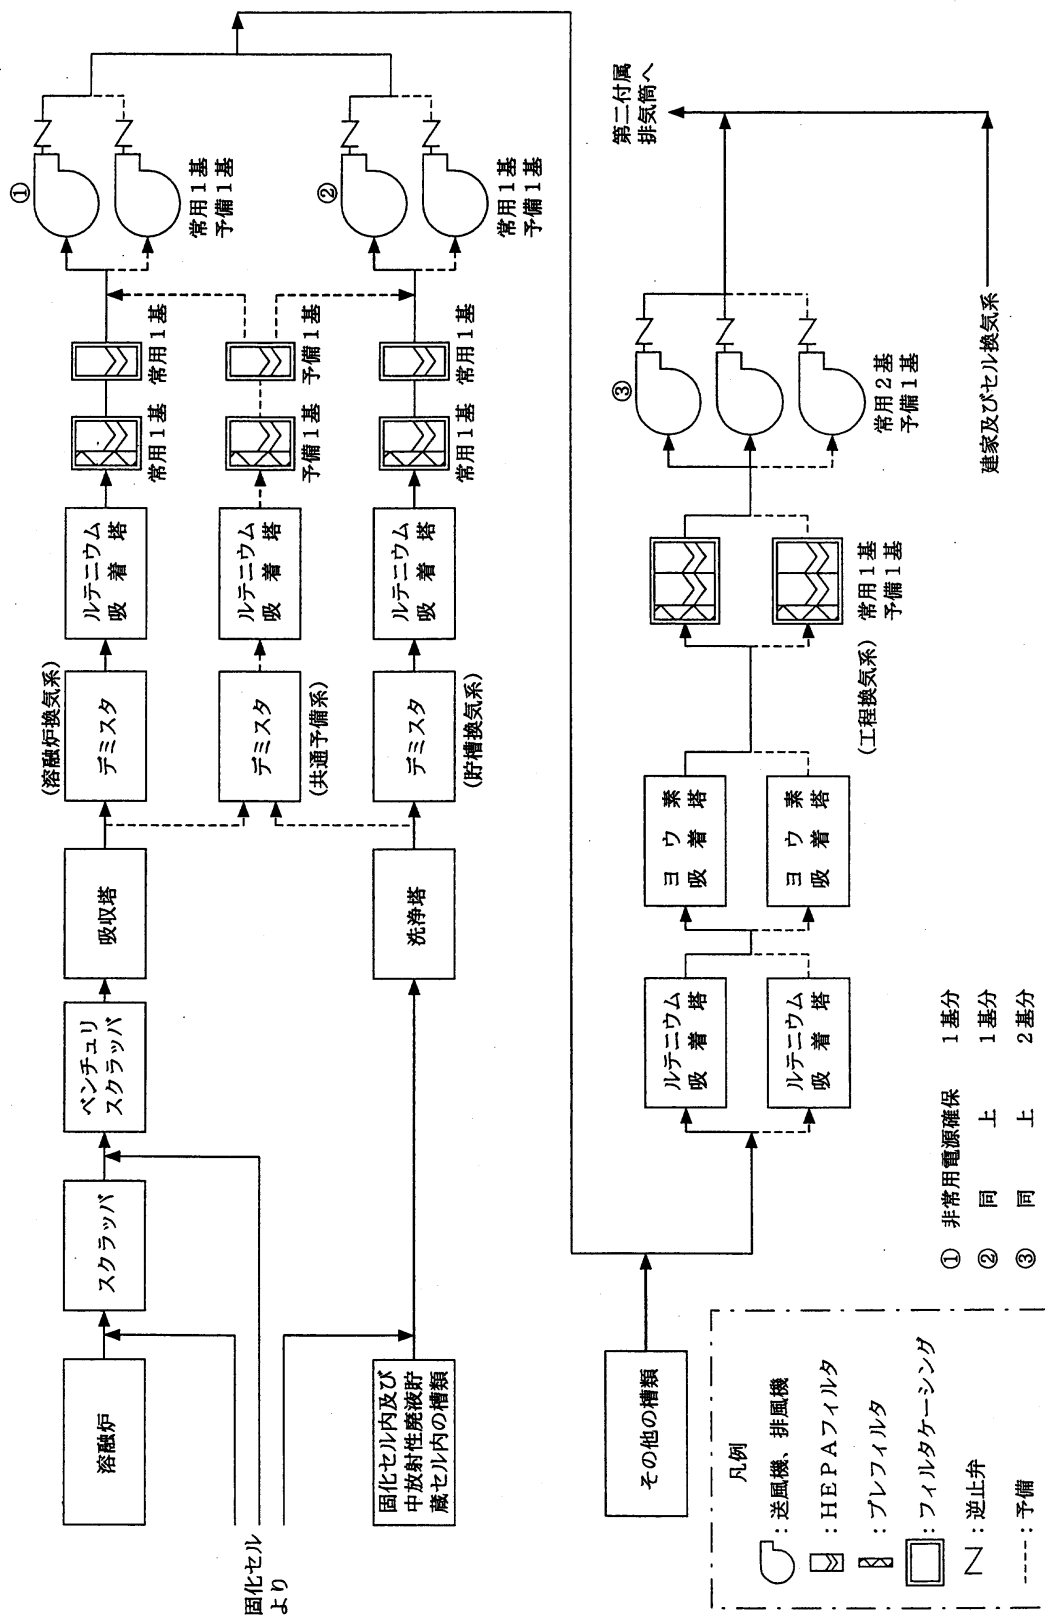 溶融炉
スクラッバ
ベンチュリ
スクラッバ
吸収塔
(溶融炉換気系)
デミスタ
ルテニウム
吸着塔
常用１基
常用１基
①
常用１基
予備１基
固化セル
より
(共通予備系)
デミスタ
ルテニウム
吸着塔
予備１基
予備１基
固化セル内及び
中放射性廃液貯
蔵セル内の槽類
洗浄塔
(貯槽換気系)
デミスタ
ルテニウム
吸着塔
常用１基
常用１基
②
常用１基
予備１基
その他の槽類
ルテニウム
吸着塔
ルテニウム
吸着塔
ヨウ素
吸着塔
ヨウ素
吸着塔
(工程換気系)
常用１基
予備１基
③
常用２基
予備１基
第二付属
排気筒へ
建家及びセル換気系
凡例
：送風機、排風機
：ＨＥＰＡフィルタ
：プレフィルタ
：フィルタケーシング
：逆止弁
：予備
① 非常用電源確保 １基分
② 同上 １基分
③ 同上 ２基分